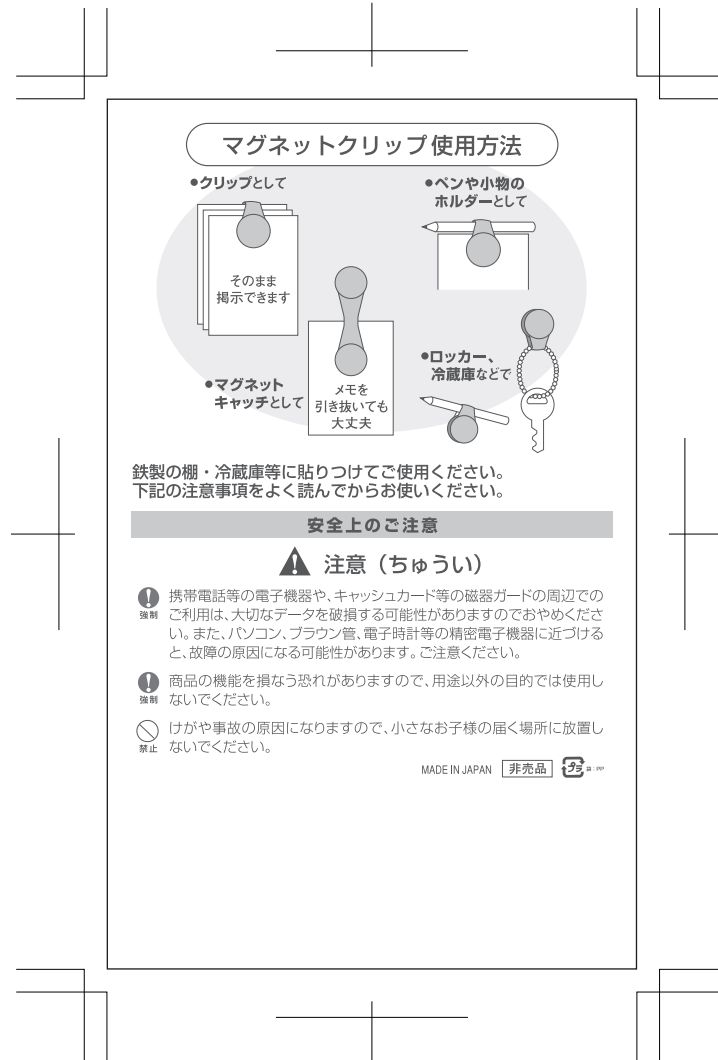 マグネットクリップ使用方法
●クリップとして
そのまま
掲示できます
●ペンや小物の
ホルダーとして
●マグネット
キャッチとして
メモを
引き抜いても
大丈夫
●ロッカー、
冷蔵庫などで
鉄製の棚・冷蔵庫等に貼りつけてご使用ください。
下記の注意事項をよく読んでからお使いください。
安全上のご注意
注意（ちゅうい）
強制
携帯電話等の電子機器や、キャッシュカード等の磁器ガードの周辺での
ご利用は、大切なデータを破損する可能性がありますのでおやめくださ
い。また、パソコン、ブラウン管、電子時計等の精密電子機器に近づける
と、故障の原因になる可能性があります。ご注意ください。
強制
商品の機能を損なう恐れがありますので、用途以外の目的では使用し
ないでください。
禁止
けがや事故の原因になりますので、小さなお子様の届く場所に放置し
ないでください。
MADE IN JAPAN 非売品 プラ 袋：PP